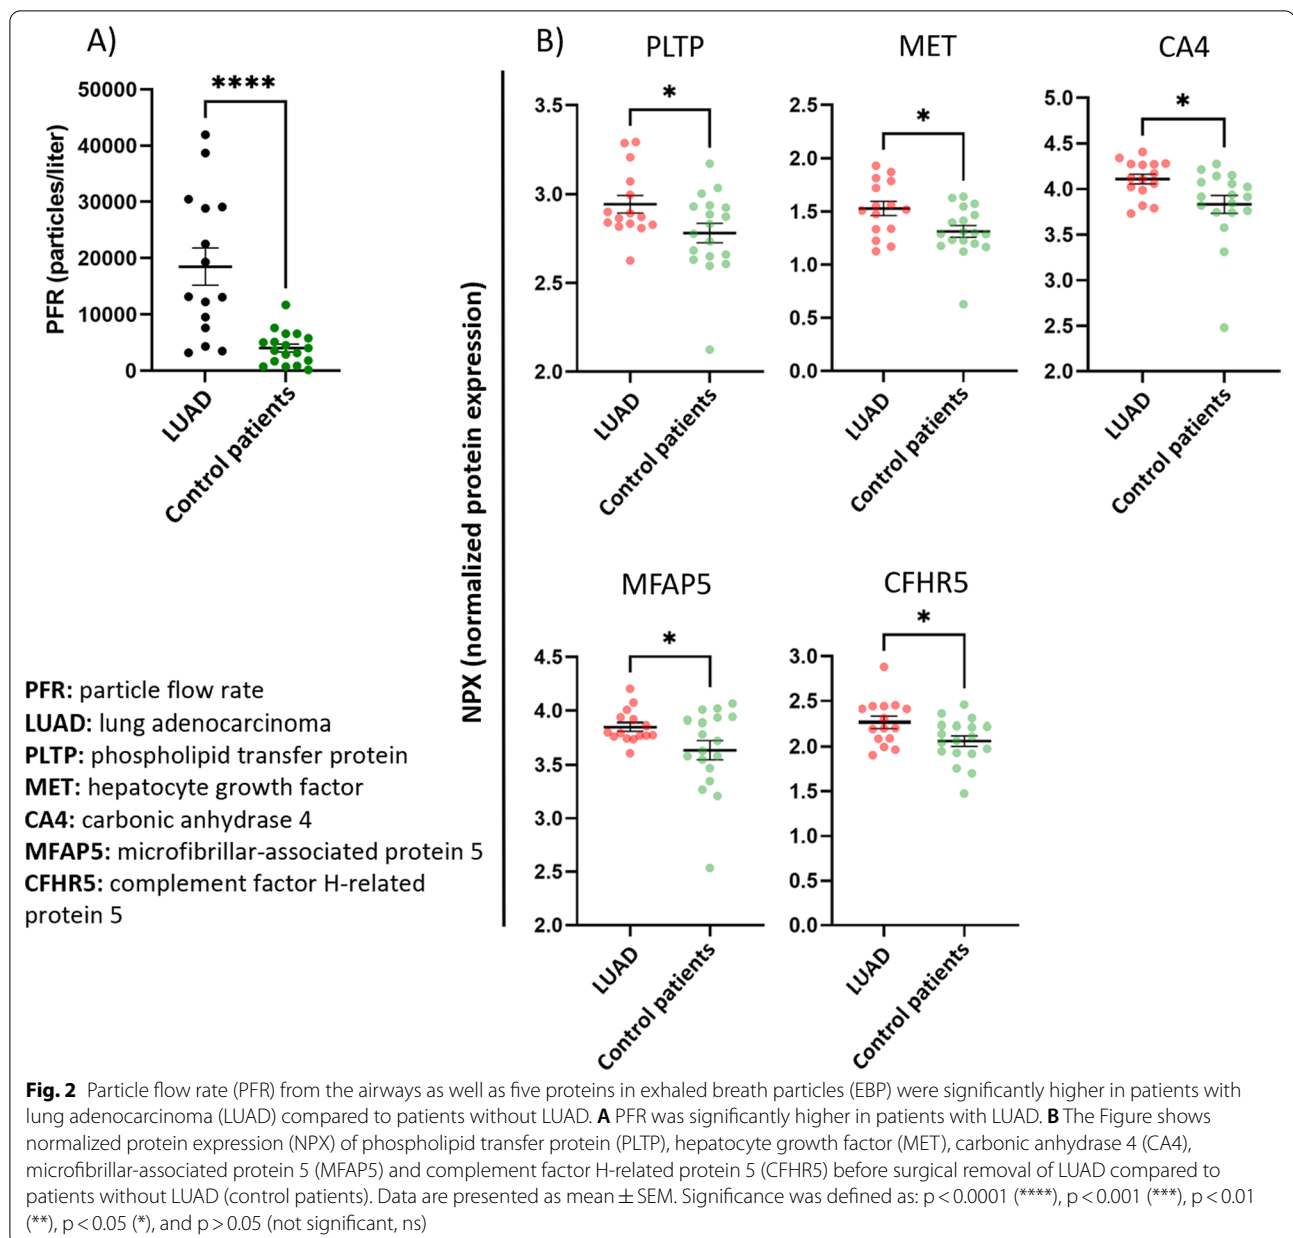 A)
****
50000
40000
30000
20000
10000
0
PFR (particles/liter)
LUAD
Control patients
B)
NPX (normalized protein expression)
PLTP
*
3.5
3.0
2.5
2.0
LUAD
Control patients
MET
*
2.5
2.0
1.5
1.0
0.5
0.0
LUAD
Control patients
CA4
*
5.0
4.5
4.0
3.5
3.0
2.5
2.0
LUAD
Control patients
MFAP5
*
4.5
4.0
3.5
3.0
2.5
2.0
LUAD
Control patients
CFHR5
*
3.0
2.5
2.0
1.5
1.0
0.5
0.0
LUAD
Control patients
PFR: particle flow rate
LUAD: lung adenocarcinoma
PLTP: phospholipid transfer protein
MET: hepatocyte growth factor
CA4: carbonic anhydrase 4
MFAP5: microfibrillar-associated protein 5
CFHR5: complement factor H-related
protein 5
Fig. 2 Particle flow rate (PFR) from the airways as well as five proteins in exhaled breath particles (EBP) were significantly higher in patients with
lung adenocarcinoma (LUAD) compared to patients without LUAD. A PFR was significantly higher in patients with LUAD. B The Figure shows
normalized protein expression (NPX) of phospholipid transfer protein (PLTP), hepatocyte growth factor (MET), carbonic anhydrase 4 (CA4),
microfibrillar-associated protein 5 (MFAP5) and complement factor H-related protein 5 (CFHR5) before surgical removal of LUAD compared to
patients without LUAD (control patients). Data are presented as mean ± SEM. Significance was defined as: p < 0.0001 (****), p < 0.001 (***), p < 0.01
(**), p < 0.05 (*), and p > 0.05 (not significant, ns)